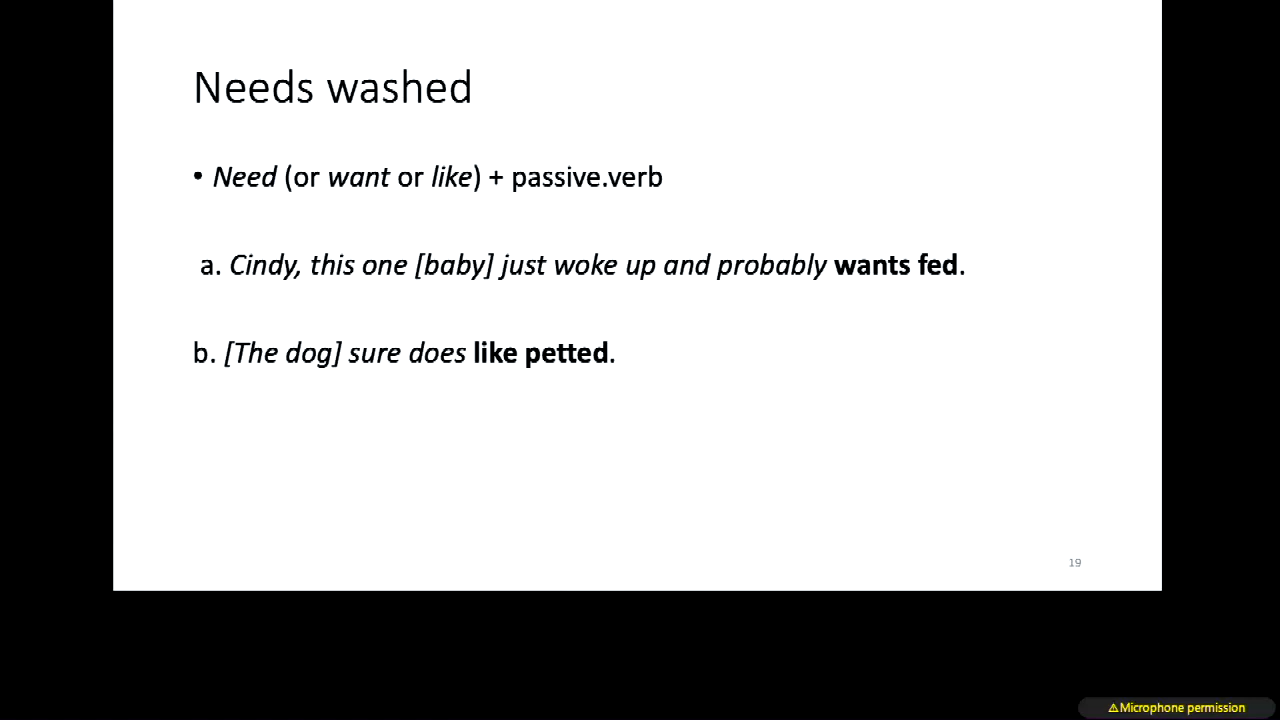 Needs washed
• Need (or want or like) + passive.verb
a. Cindy, this one [baby] just woke up and probably wants fed.
b. [The dog] sure does like petted.
19
⚠Microphone permission